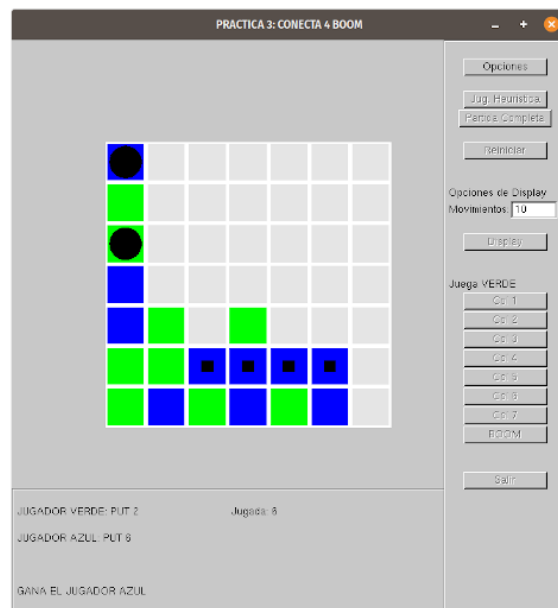 PRACTICA 3: CONECTA 4 BOOM
Opciones
Jug. Heuristica
Partida Completa
Reiniciar
Opciones de Display
Movimientos: 10
Display
Juega VERDE
Col 1
Col 2
Col 3
Col 4
Col 5
Col 6
Col 7
BOOM
Salir
JUGADOR VERDE: PUT 2 Jugada: 6
JUGADOR AZUL: PUT 6
GANA EL JUGADOR AZUL